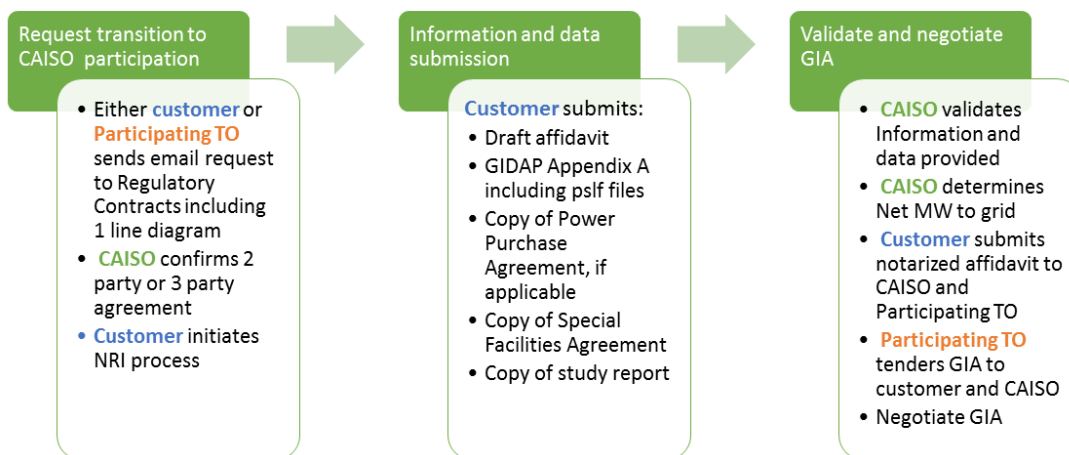 Request transition to
CAISO participation
• Either customer or
Participating TO
sends email request
to Regulatory
Contracts including
1 line diagram
• CAISO confirms 2
party or 3 party
agreement
• Customer initiates
NRI process
Information and data
submission
Customer submits:
• Draft affidavit
• GIDAP Appendix A
including pslf files
• Copy of Power
Purchase
Agreement, if
applicable
• Copy of Special
Facilities Agreement
• Copy of study report
Validate and negotiate
GIA
• CAISO validates
Information and
data provided
• CAISO determines
Net MW to grid
• Customer submits
notarized affidavit to
CAISO and
Participating TO
• Participating TO
tenders GIA to
customer and CAISO
• Negotiate GIA